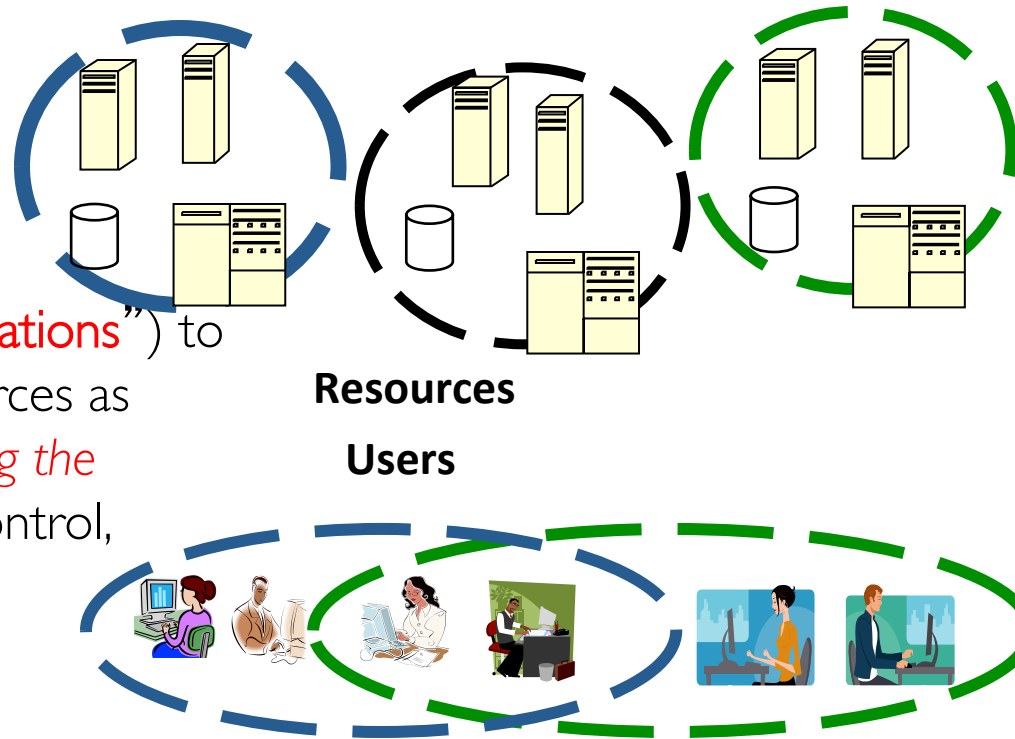 ations”) to
rces as
g the
ontrol,
Resources
Users